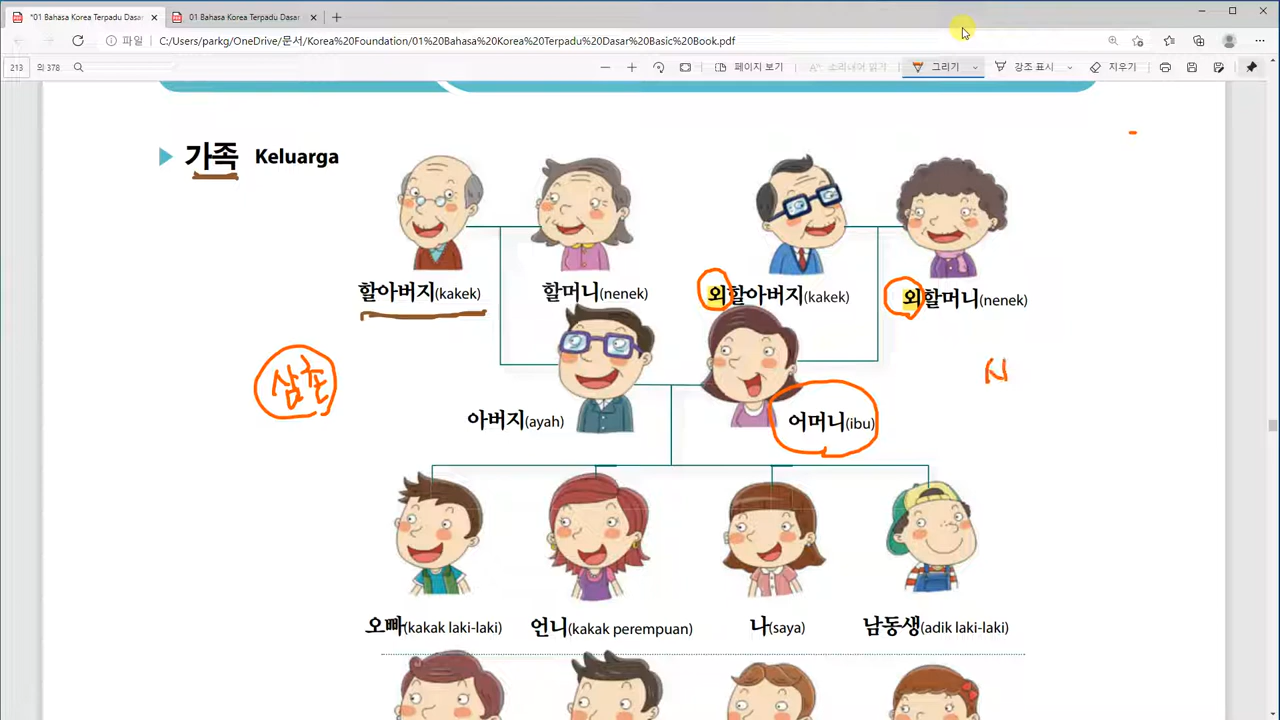 *01 Bahasa Korea Terpadu Dasar
01 Bahasa Korea Terpadu Dasar
파일
C:/Users/parkg/OneDrive/문서/Korea%20Foundation/01%20Bahasa%20Korea%20Terpadu%20Dasar%20Basic%20Book.pdf
213 의 378
페이지 보기
소리내어 읽기
그리기
강조 표시
지우기
가족 Keluarga
할아버지(kakek) 할머니(nenek) 외할아버지(kakek) 외할머니(nenek)
삼촌
아버지(ayah) 어머니(ibu)
오빠(kakak laki-laki) 언니(kakak perempuan) 나(saya) 남동생(adik laki-laki)